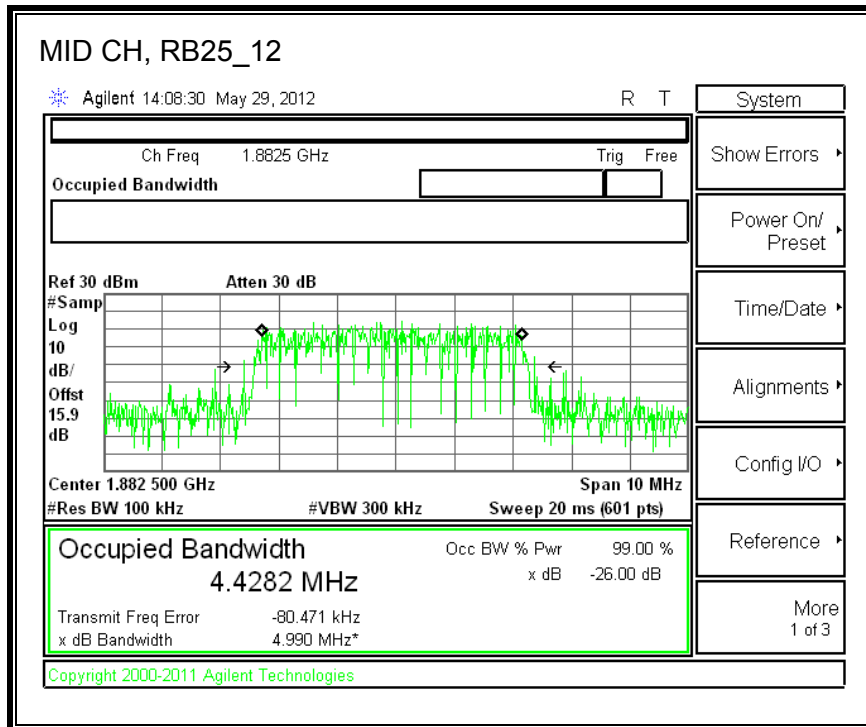 MID CH, RB25_12
Agilent 14:08:30 May 29, 2012 R T
System
Ch Freq 1.8825 GHz Trig Free
Occupied Bandwidth
Show Errors
Power On/
Preset
Time/Date
Alignments
Config I/O
Reference
More
1 of 3
Ref 30 dBm Atten 30 dB
#Samp
Log
10
dB/
Offst
15.9
dB
Center 1.882 500 GHz Span 10 MHz
#Res BW 100 kHz #VBW 300 kHz Sweep 20 ms (601 pts)
Occupied Bandwidth Occ BW % Pwr 99.00 %
4.4282 MHz x dB -26.00 dB
Transmit Freq Error -80.471 kHz
x dB Bandwidth 4.990 MHz*
Copyright 2000-2011 Agilent Technologies